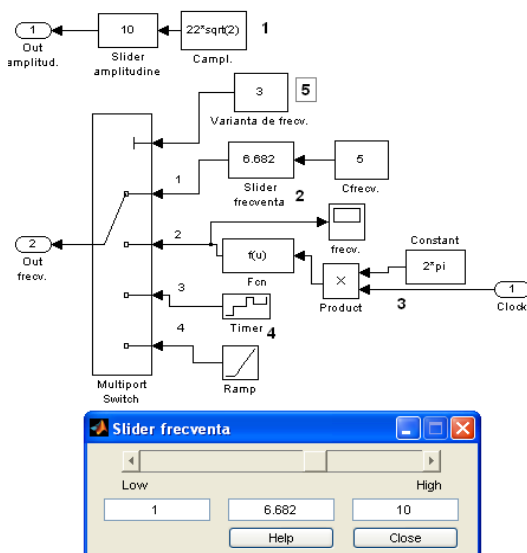 1
Out
amplitud.
10
Slider
amplitudine
22*sqrt(2)
Campl.
1
3
Varianta de frecv.
5
1
6.682
Slider
frecventa
2
5
Cfrecv.
2
Out
frecv.
2
f(u)
Fcn
frecv.
Constant
2*pi
×
Product
3
1
Clock
3
Timer
4
4
Ramp
Multiport
Switch
Slider frecventa
Low
High
1
6.682
10
Help
Close